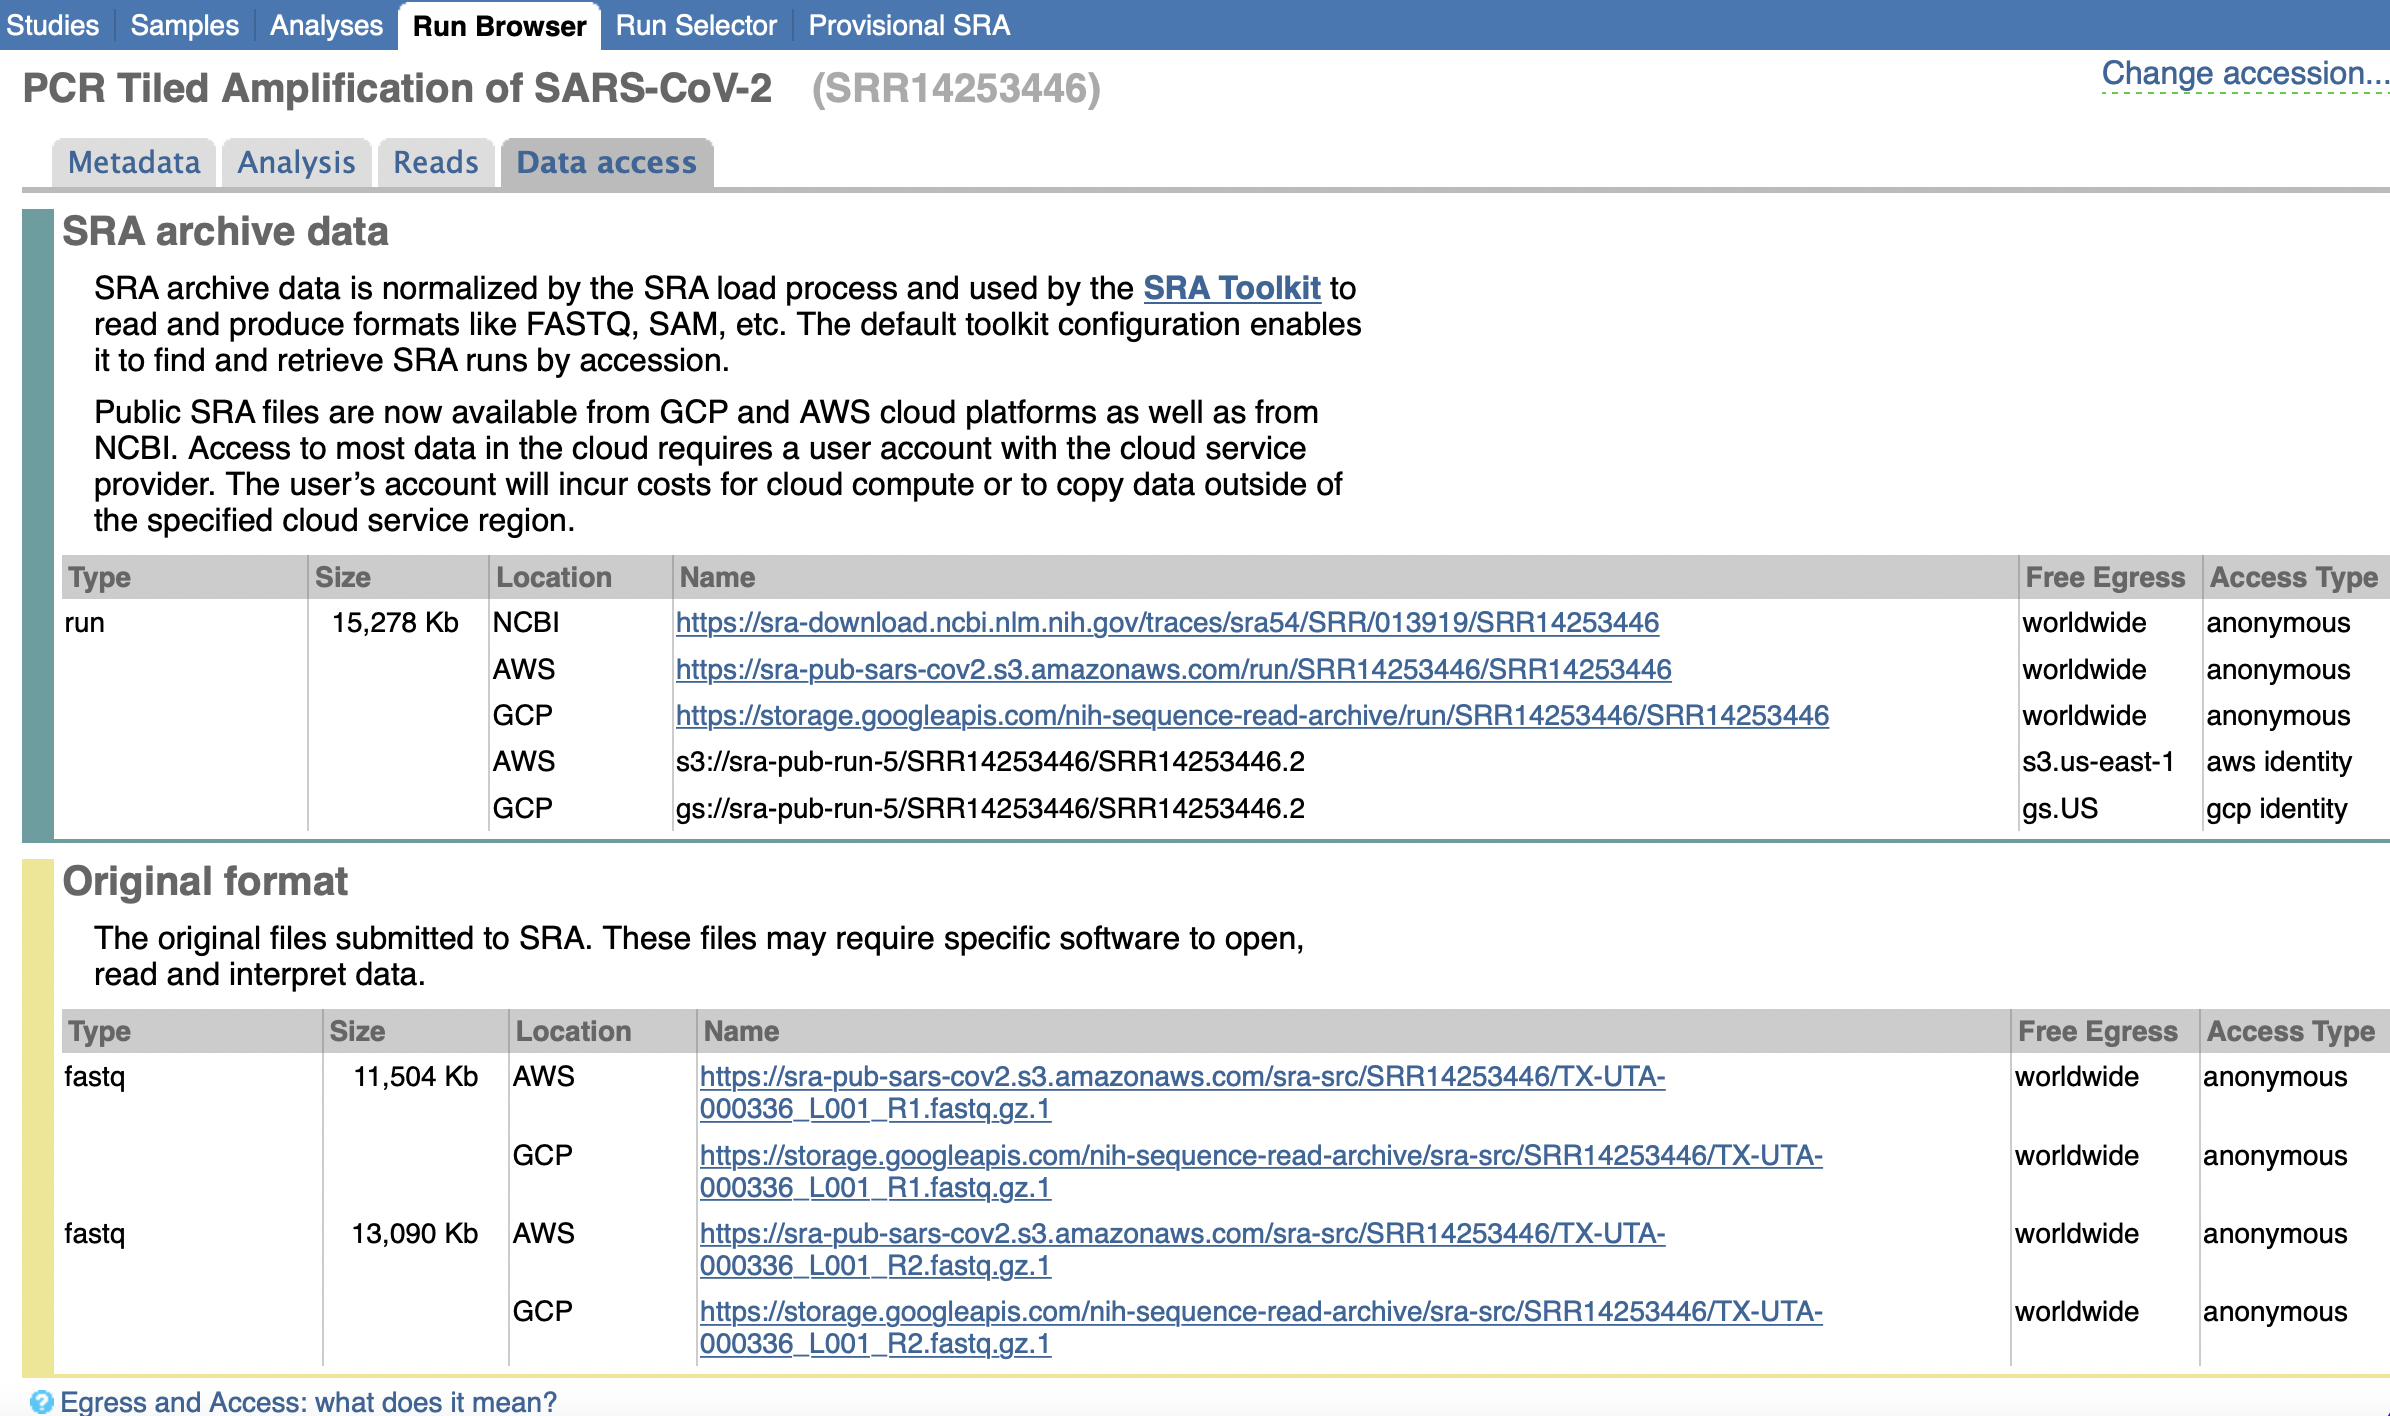 Studies Samples Analyses Run Browser Run Selector Provisional SRA
PCR Tiled Amplification of SARS-CoV-2 (SRR14253446)
Change accession...
Metadata Analysis Reads Data access
SRA archive data
SRA archive data is normalized by the SRA load process and used by the SRA Toolkit to
read and produce formats like FASTQ, SAM, etc. The default toolkit configuration enables
it to find and retrieve SRA runs by accession.
Public SRA files are now available from GCP and AWS cloud platforms as well as from
NCBI. Access to most data in the cloud requires a user account with the cloud service
provider. The user’s account will incur costs for cloud compute or to copy data outside of
the specified cloud service region.
Type Size Location Name Free Egress Access Type
run 15,278 Kb NCBI https://sra-download.ncbi.nlm.nih.gov/traces/sra54/SRR/013919/SRR14253446 worldwide anonymous
AWS https://sra-pub-sars-cov2.s3.amazonaws.com/run/SRR14253446/SRR14253446 worldwide anonymous
GCP https://storage.googleapis.com/nih-sequence-read-archive/run/SRR14253446/SRR14253446 worldwide anonymous
AWS s3://sra-pub-run-5/SRR14253446/SRR14253446.2 s3.us-east-1 aws identity
GCP gs://sra-pub-run-5/SRR14253446/SRR14253446.2 gs.US gcp identity
Original format
The original files submitted to SRA. These files may require specific software to open,
read and interpret data.
Type Size Location Name Free Egress Access Type
fastq 11,504 Kb AWS https://sra-pub-sars-cov2.s3.amazonaws.com/sra-src/SRR14253446/TX-UTA- worldwide anonymous
000336_L001_R1.fastq.gz.1
GCP https://storage.googleapis.com/nih-sequence-read-archive/sra-src/SRR14253446/TX-UTA- worldwide anonymous
000336_L001_R1.fastq.gz.1
fastq 13,090 Kb AWS https://sra-pub-sars-cov2.s3.amazonaws.com/sra-src/SRR14253446/TX-UTA- worldwide anonymous
000336_L001_R2.fastq.gz.1
GCP https://storage.googleapis.com/nih-sequence-read-archive/sra-src/SRR14253446/TX-UTA- worldwide anonymous
000336_L001_R2.fastq.gz.1
? Egress and Access: what does it mean?